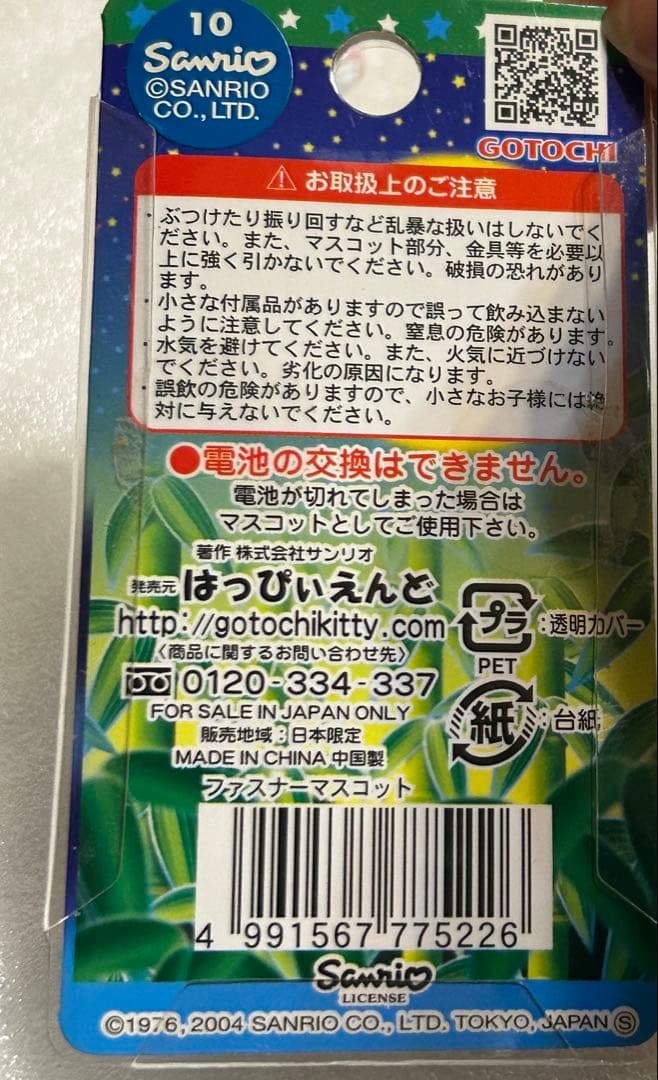 10
Sanrio
©SANRIO
CO., LTD.
GOTOCHI
⚠ お取扱上のご注意
・ぶつけたり振り回すなど乱暴な扱いはしないでく
ださい。また、マスコット部分、金具等を必要以
上に強く引かないでください。破損の恐れがあり
ます。
・小さな付属品がありますので誤って飲み込まない
ように注意してください。窒息の危険があります。
・水気を避けてください。また、火気に近づけない
でください。劣化の原因になります。
・誤飲の危険がありますので、小さなお子様には絶
対に与えないでください。
●電池の交換はできません。
電池が切れてしまった場合は
マスコットとしてご使用下さい。
著作 株式会社サンリオ
発売元 はっぴぃえんど
http://gotochikitty.com
〈商品に関するお問い合わせ先〉
0120-334-337
FOR SALE IN JAPAN ONLY
販売地域：日本限定
MADE IN CHINA 中国製
ファスナーマスコット
プラ：透明カバー
PET
紙：台紙
4 991567 775226
Sanrio
LICENSE
©1976, 2004 SANRIO CO., LTD. TOKYO, JAPAN Ⓢ